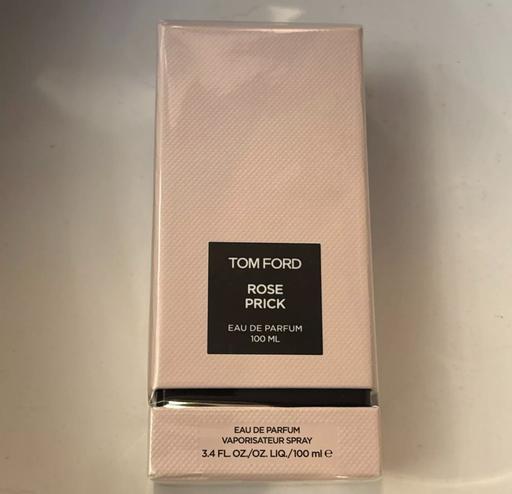 TOM FORD
ROSE
PRICK
EAU DE PARFUM
100 ML
EAU DE PARFUM
VAPORISATEUR SPRAY
3.4 FL. OZ./OZ. LIQ./100 ml ℮